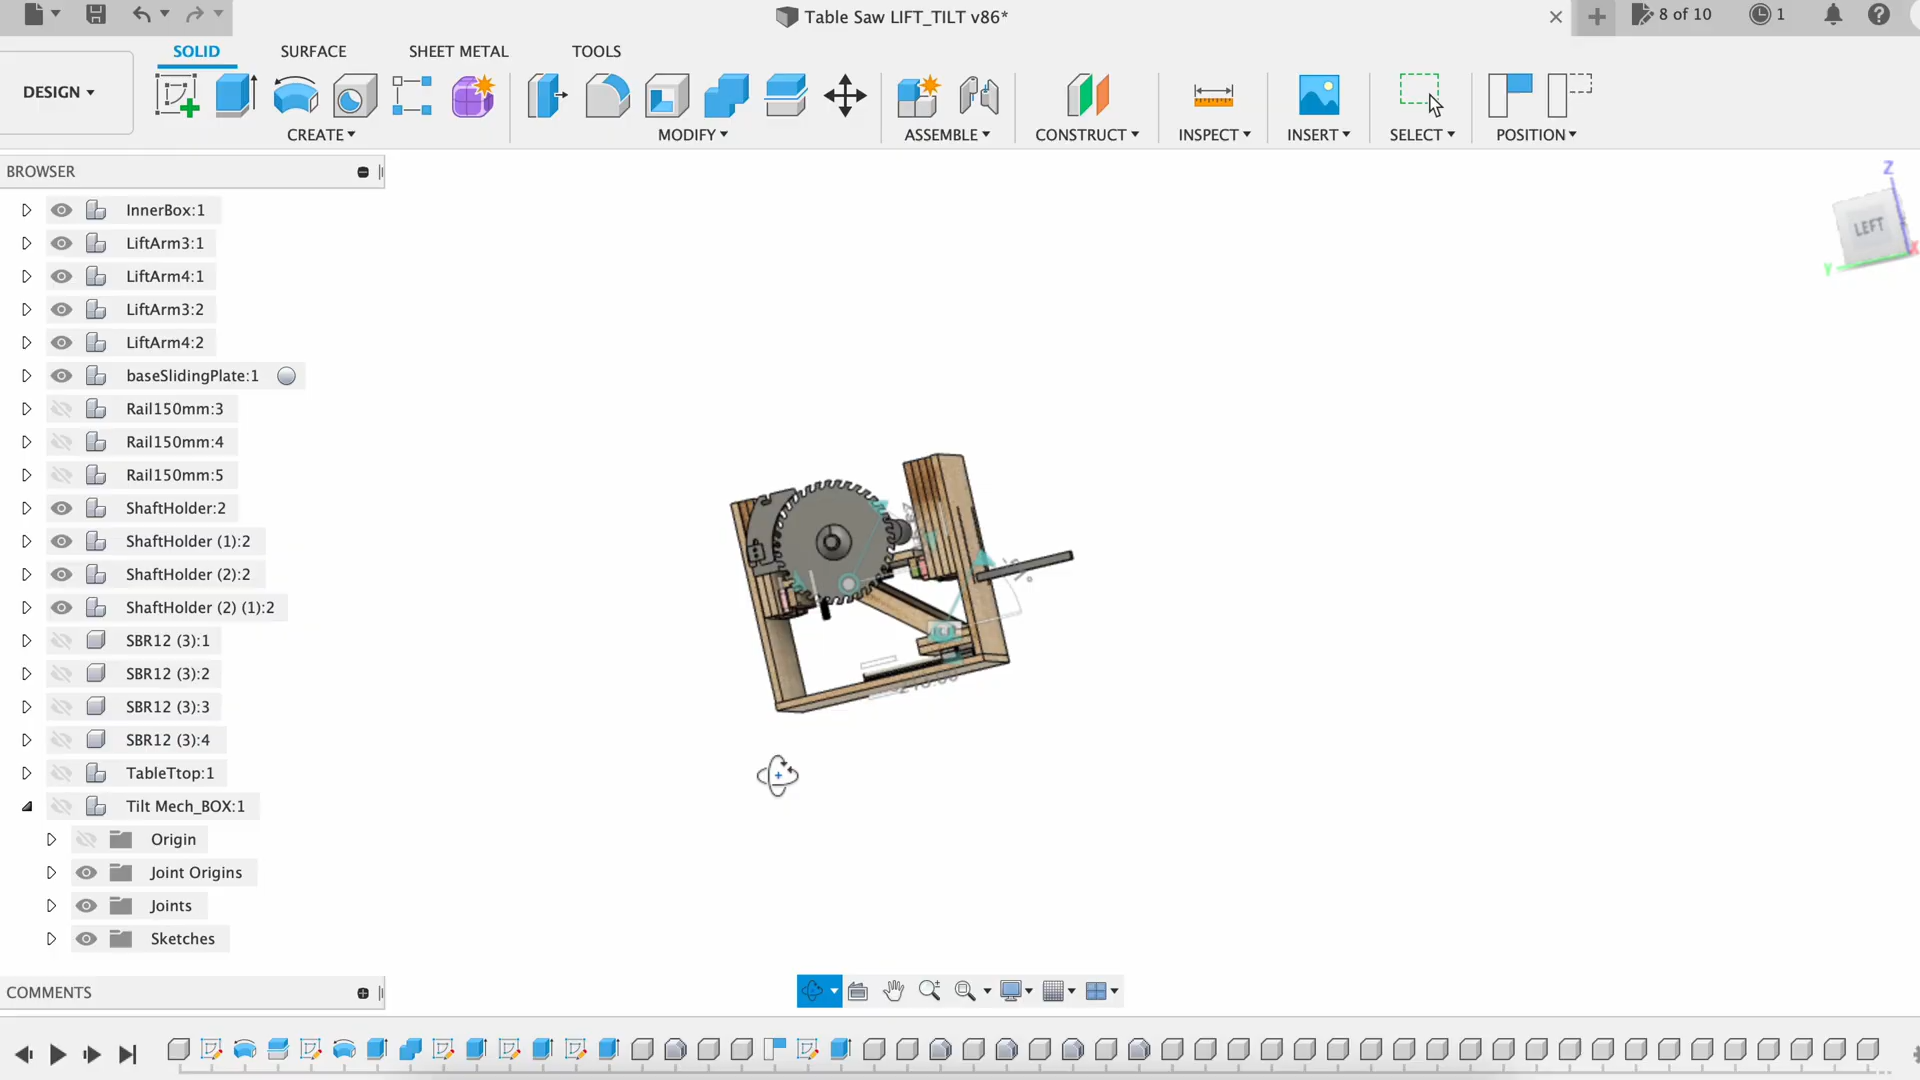 Table Saw LIFT_TILT v86*
8 of 10
1
DESIGN
SOLID
SURFACE
SHEET METAL
TOOLS
CREATE
MODIFY
ASSEMBLE
CONSTRUCT
INSPECT
INSERT
SELECT
POSITION
BROWSER
InnerBox:1
LiftArm3:1
LiftArm4:1
LiftArm3:2
LiftArm4:2
baseSlidingPlate:1
Rail150mm:3
Rail150mm:4
Rail150mm:5
ShaftHolder:2
ShaftHolder (1):2
ShaftHolder (2):2
ShaftHolder (2) (1):2
SBR12 (3):1
SBR12 (3):2
SBR12 (3):3
SBR12 (3):4
TableTtop:1
Tilt Mech_BOX:1
Origin
Joint Origins
Joints
Sketches
Z
LEFT
X
Y
COMMENTS